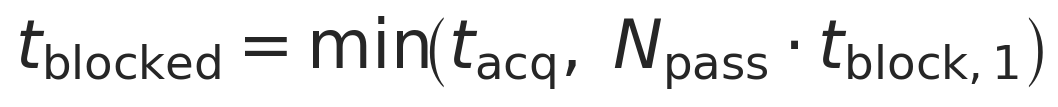 t_blocked = min(t_acq, N_pass · t_block, 1)